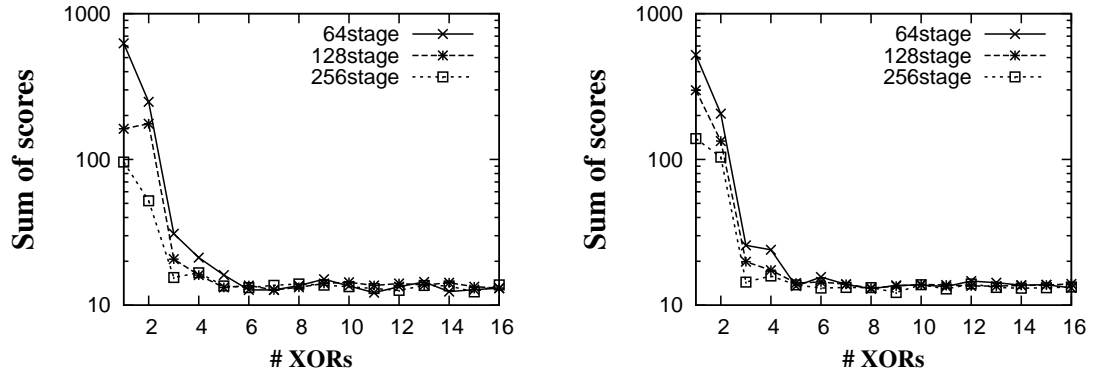 1000
100
10
Sum of scores
64stage
128stage
256stage
2 4 6 8 10 12 14 16
# XORs
1000
100
10
Sum of scores
64stage
128stage
256stage
2 4 6 8 10 12 14 16
# XORs